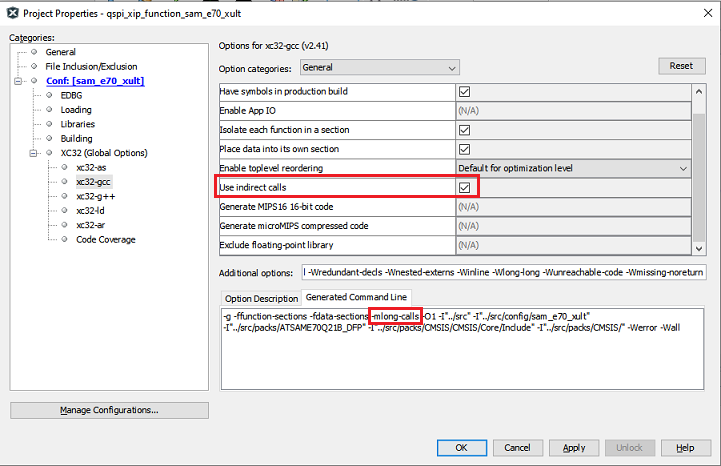 Project Properties - qspi_xip_function_sam_e70_xult
Categories:
General
File Inclusion/Exclusion
Conf: [sam_e70_xult]
EDBG
Loading
Libraries
Building
XC32 (Global Options)
xc32-as
xc32-gcc
xc32-g++
xc32-ld
xc32-ar
Code Coverage
Manage Configurations...
Options for xc32-gcc (v2.41)
Option categories: General Reset
Have symbols in production build
Enable App IO (N/A)
Isolate each function in a section
Place data into its own section
Enable toplevel reordering Default for optimization level
Use indirect calls
Generate MIPS16 16-bit code (N/A)
Generate microMIPS compressed code (N/A)
Exclude floating-point library (N/A)
Additional options: l -Wredundant-decls -Wnested-externs -Winline -Wlong-long -Wunreachable-code -Wmissing-noreturn
Option Description Generated Command Line
-g -ffunction-sections -fdata-sections -mlong-calls -O1 -I"../src" -I"../src/config/sam_e70_xult"
-I"../src/packs/ATSAME70Q21B_DFP" -I"../src/packs/CMSIS/CMSIS/Core/Include" -I"../src/packs/CMSIS/" -Werror -Wall
OK Cancel Apply Unlock Help